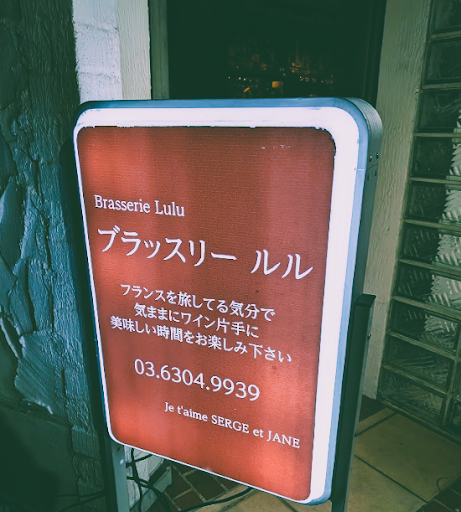 Brasserie Lulu
ブラッスリー ルル
フランスを旅してる気分で
気ままにワイン片手に
美味しい時間をお楽しみ下さい
03.6304.9939
Je t'aime SERGE et JANE